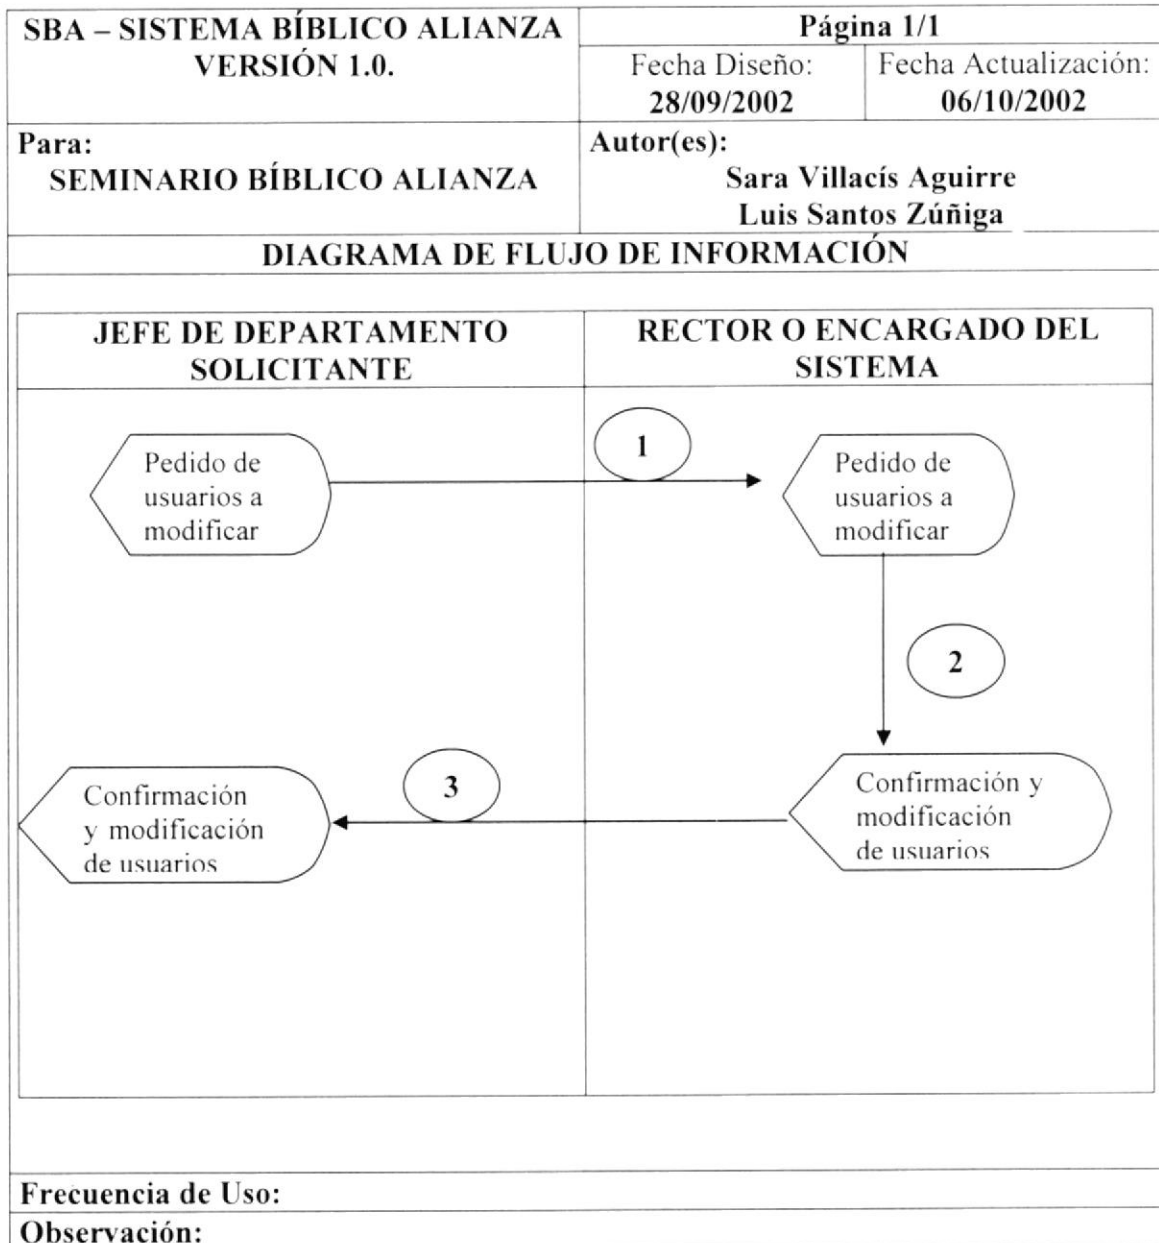 SBA – SISTEMA BÍBLICO ALIANZA
VERSIÓN 1.0.
Página 1/1
Fecha Diseño:
28/09/2002
Fecha Actualización:
06/10/2002
Para:
SEMINARIO BÍBLICO ALIANZA
Autor(es):
Sara Villacís Aguirre
Luis Santos Zúñiga
DIAGRAMA DE FLUJO DE INFORMACIÓN
JEFE DE DEPARTAMENTO
SOLICITANTE
RECTOR O ENCARGADO DEL
SISTEMA
Pedido de
usuarios a
modificar
1
Pedido de
usuarios a
modificar
2
Confirmación
y modificación
de usuarios
3
Confirmación y
modificación
de usuarios
Frecuencia de Uso:
Observación: